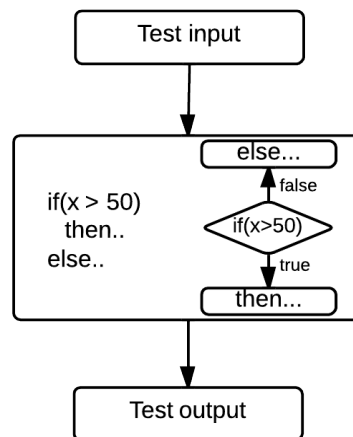 Test input
if(x > 50)
then..
else..
else...
false
if(x>50)
true
then...
Test output